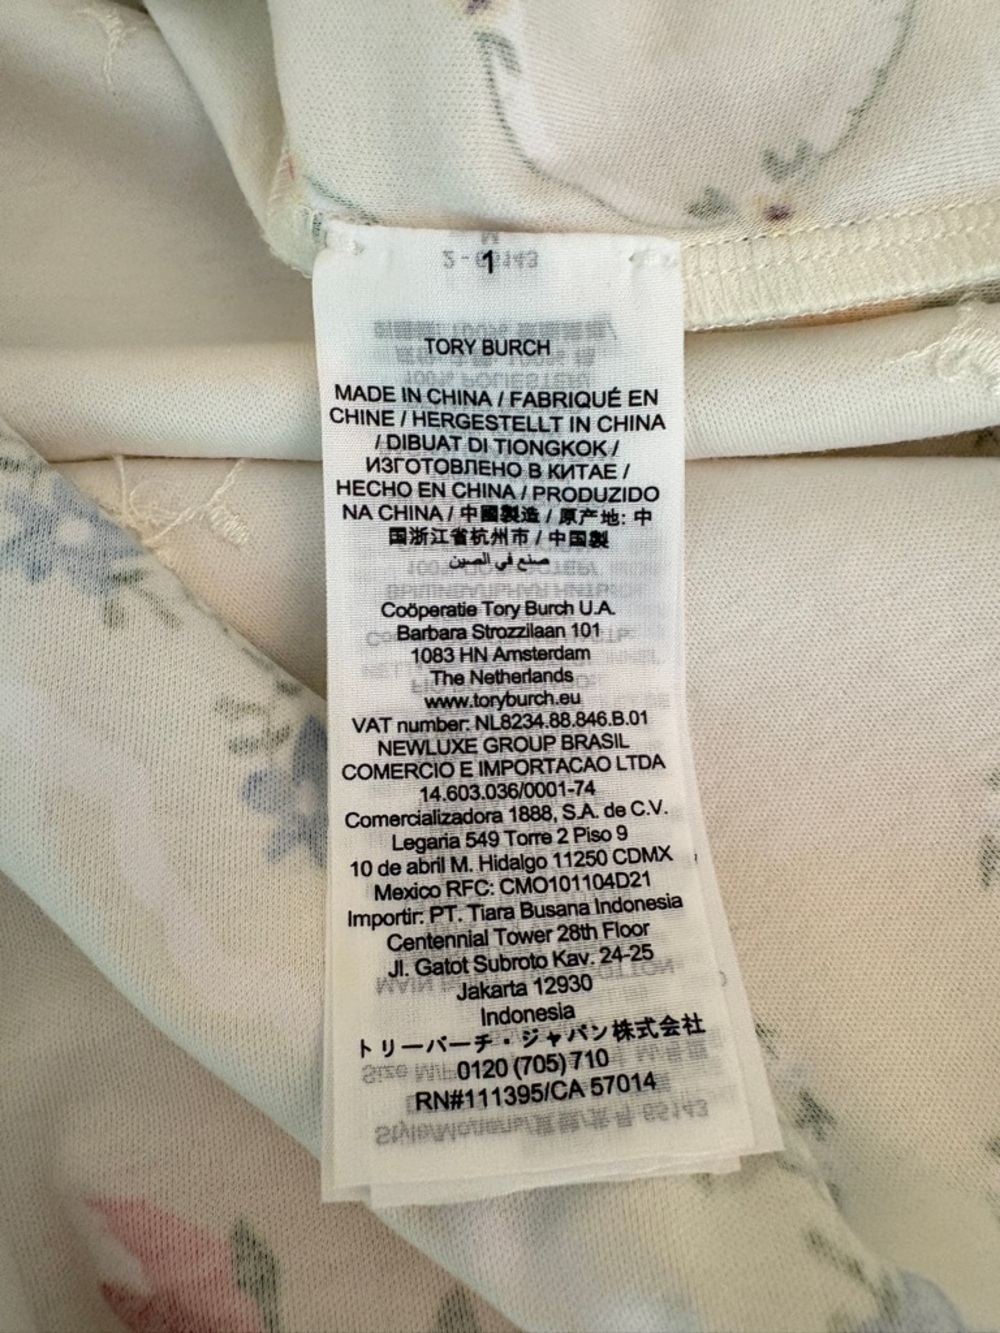 1
TORY BURCH
MADE IN CHINA / FABRIQUÉ EN
CHINE / HERGESTELLT IN CHINA
/ DIBUAT DI TIONGKOK /
ИЗГОТОВЛЕНО В КИТАЕ /
HECHO EN CHINA / PRODUZIDO
NA CHINA / 中國製造 / 原产地: 中
国浙江省杭州市 / 中国製
صنع في الصين
Coöperatie Tory Burch U.A.
Barbara Strozzilaan 101
1083 HN Amsterdam
The Netherlands
www.toryburch.eu
VAT number: NL8234.88.846.B.01
NEWLUXE GROUP BRASIL
COMERCIO E IMPORTACAO LTDA
14.603.036/0001-74
Comercializadora 1888, S.A. de C.V.
Legaria 549 Torre 2 Piso 9
10 de abril M. Hidalgo 11250 CDMX
Mexico RFC: CMO101104D21
Importir: PT. Tiara Busana Indonesia
Centennial Tower 28th Floor
Jl. Gatot Subroto Kav. 24-25
Jakarta 12930
Indonesia
トリーバーチ・ジャパン株式会社
0120 (705) 710
RN#111395/CA 57014